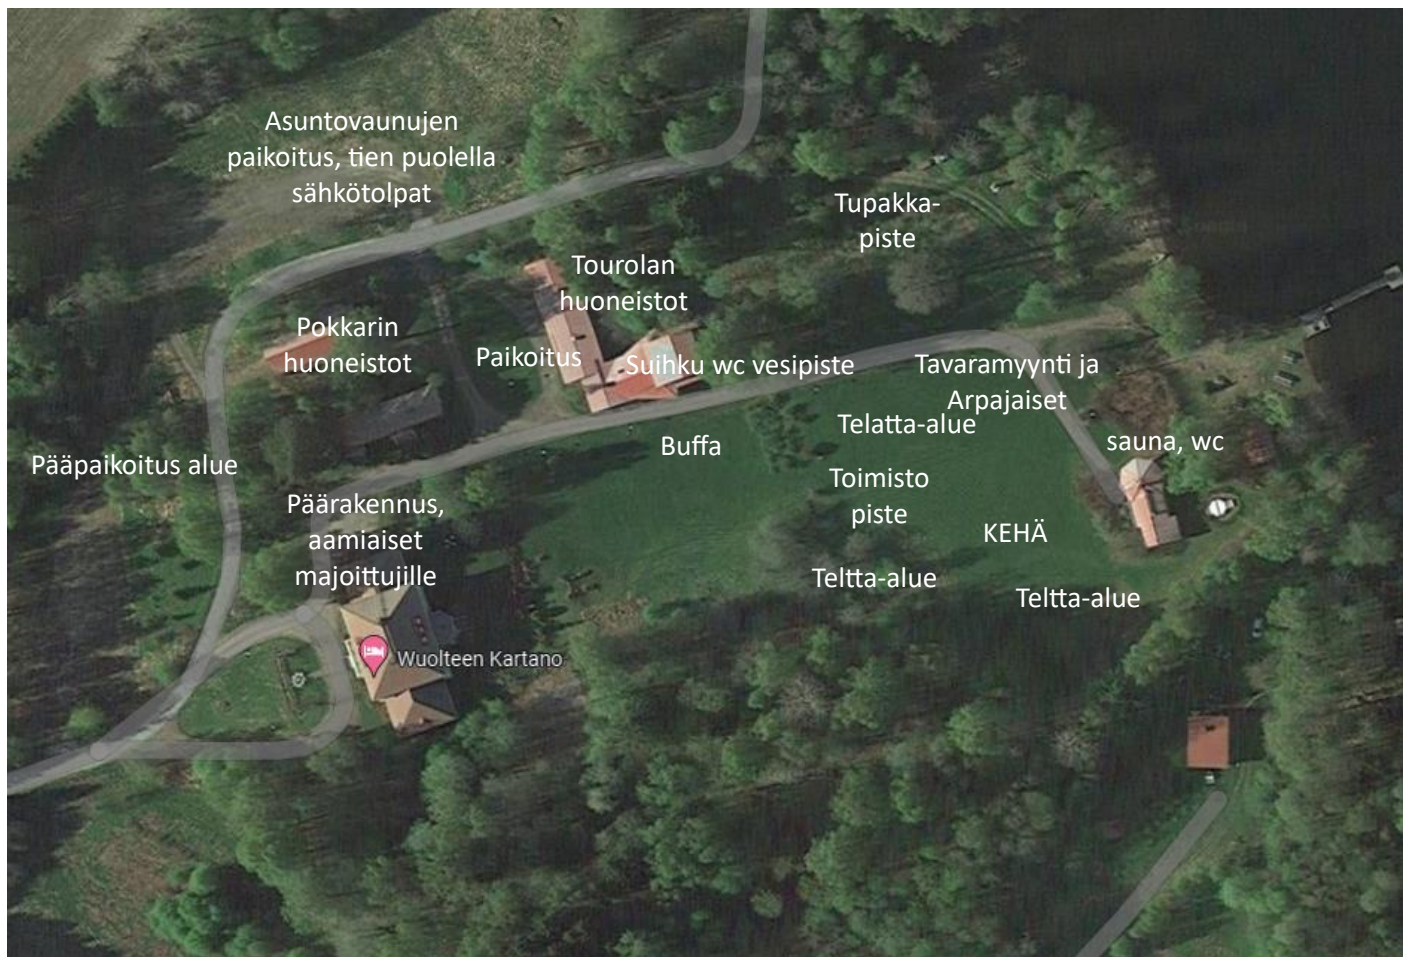 Asuntovaunujen
paikoitus, tien puolella
sähkötolpat
Tupakka-
piste
Tourolan
huoneistot
Pokkarin
huoneistot
Paikoitus
Suihku wc vesipiste
Tavaramyynti ja
Arpajaiset
Telatta-alue
Buffa
sauna, wc
Pääpaikoitus alue
Toimisto
piste
Päärakennus,
aamiaiset
majoittujille
KEHÄ
Teltta-alue
Teltta-alue
Wuolteen Kartano